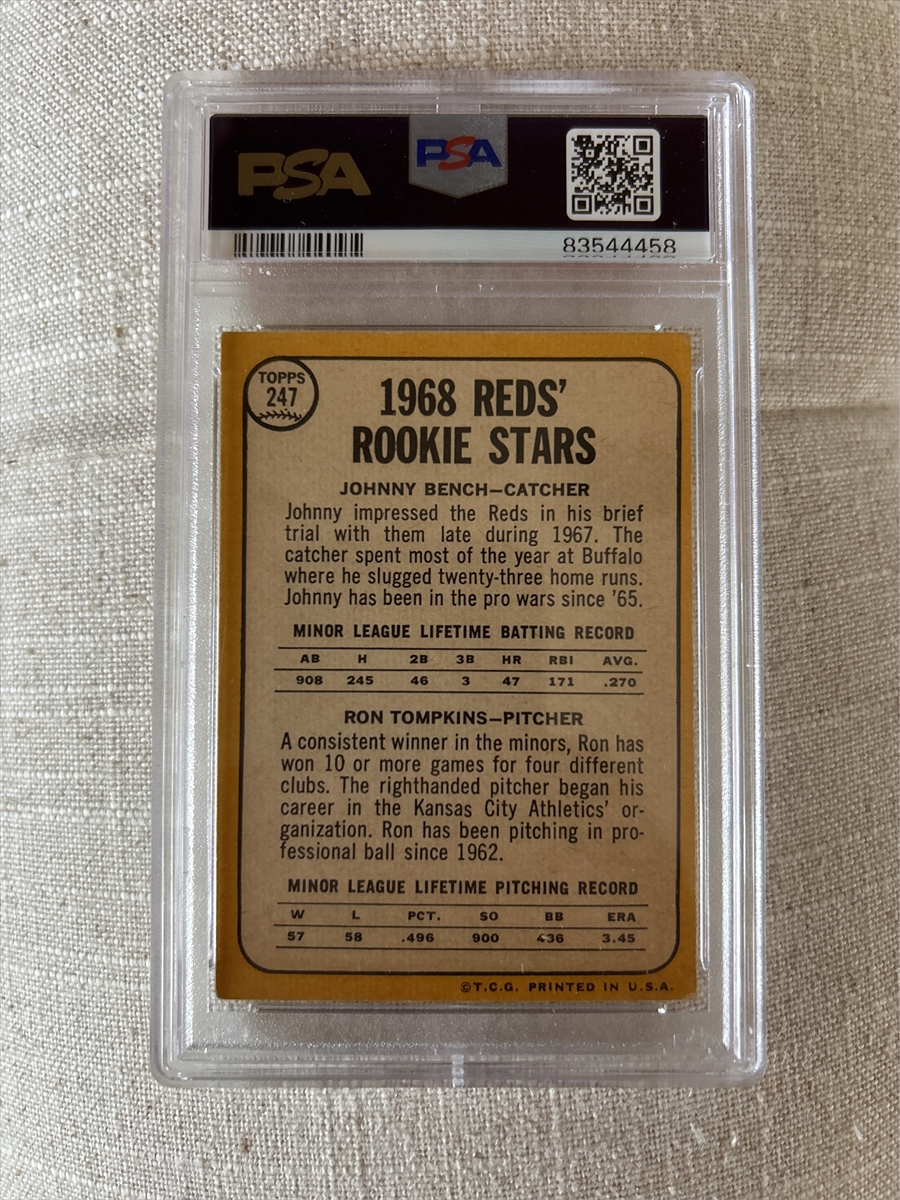 PSA
PSA
83544458
TOPPS
247
1968 REDS'
ROOKIE STARS
JOHNNY BENCH—CATCHER
Johnny impressed the Reds in his brief
trial with them late during 1967. The
catcher spent most of the year at Buffalo
where he slugged twenty-three home runs.
Johnny has been in the pro wars since '65.
MINOR LEAGUE LIFETIME BATTING RECORD
AB H 2B 3B HR RBI AVG.
908 245 46 3 47 171 .270
RON TOMPKINS—PITCHER
A consistent winner in the minors, Ron has
won 10 or more games for four different
clubs. The righthanded pitcher began his
career in the Kansas City Athletics' or-
ganization. Ron has been pitching in pro-
fessional ball since 1962.
MINOR LEAGUE LIFETIME PITCHING RECORD
W L PCT. SO BB ERA
57 58 .496 900 436 3.45
©T.C.G. PRINTED IN U.S.A.